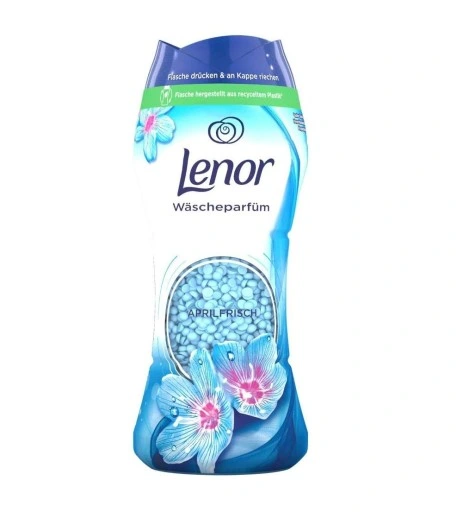 Flasche drücken & an Kappe riechen.
Flasche hergestellt aus recyceltem Plastik*
Lenor
Wäscheparfüm
APRILFRISCH